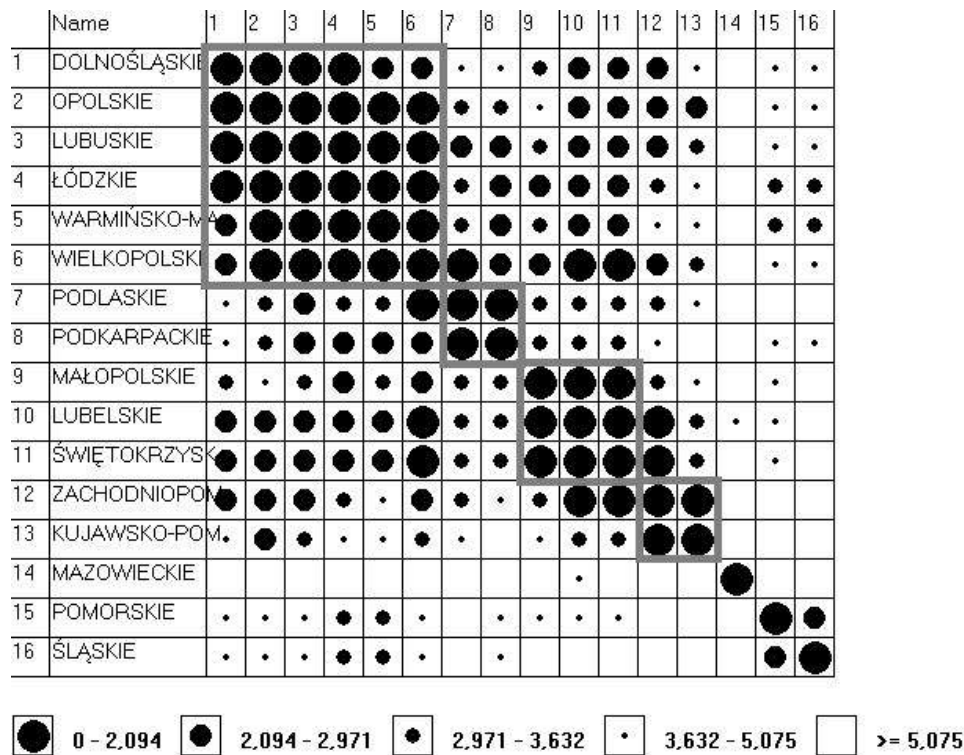 Name 1 2 3 4 5 6 7 8 9 10 11 12 13 14 15 16
1 DOLNOŚLĄSKIE
2 OPOLSKIE
3 LUBUSKIE
4 ŁÓDZKIE
5 WARMIŃSKO-MA
6 WIELKOPOLSKI
7 PODLASKIE
8 PODKARPACKIE
9 MAŁOPOLSKIE
10 LUBELSKIE
11 ŚWIĘTOKRZYSK
12 ZACHODNIOPOM
13 KUJAWSKO-POM.
14 MAZOWIECKIE
15 POMORSKIE
16 ŚLĄSKIE
0 - 2,094 2,094 - 2,971 2,971 - 3,632 3,632 - 5,075 >= 5,075